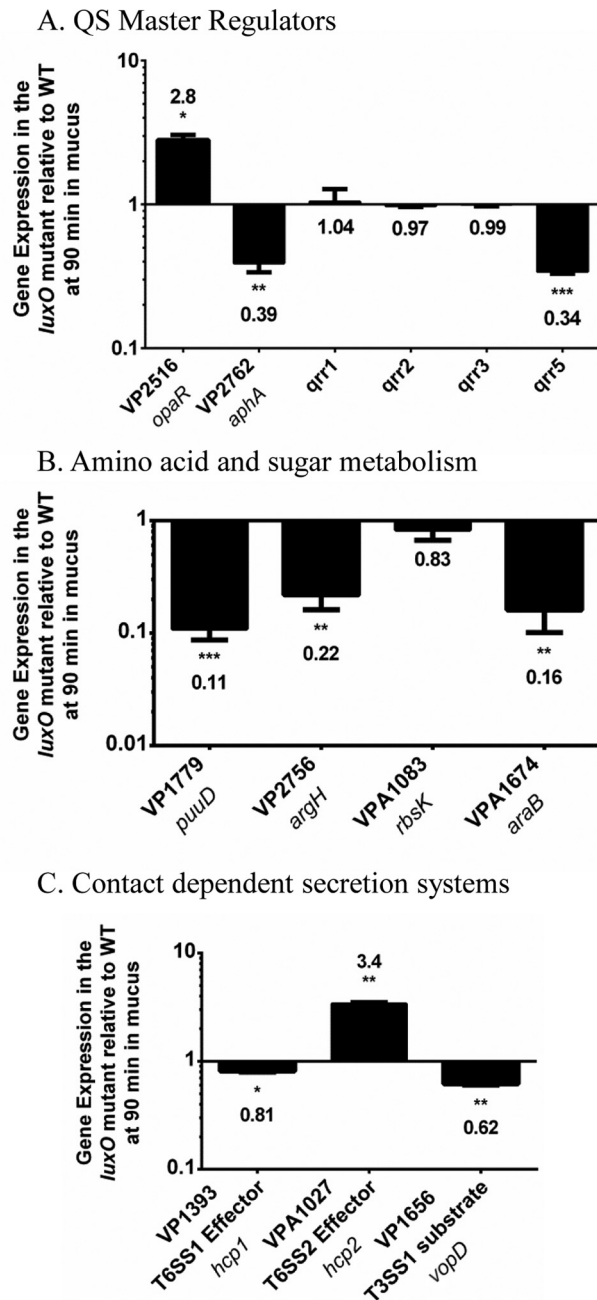 A. QS Master Regulators
Gene Expression in the
luxO mutant relative to WT
at 90 min in mucus
10
1
0.1
2.8
*
**
0.39
1.04
0.97
0.99
***
0.34
VP2516
opaR
VP2762
aphA
qrr1
qrr2
qrr3
qrr5
B. Amino acid and sugar metabolism
Gene Expression in the
luxO mutant relative to WT
at 90 min in mucus
1
0.1
0.01
***
0.11
**
0.22
0.83
**
0.16
VP1779
puuD
VP2756
argH
VPA1083
rbsK
VPA1674
araB
C. Contact dependent secretion systems
Gene Expression in the
luxO mutant relative to WT
at 90 min in mucus
10
1
0.1
*
0.81
3.4
**
**
0.62
VP1393
T6SS1 Effector
hcp1
VPA1027
T6SS2 Effector
hcp2
VP1656
T3SS1 substrate
vopD